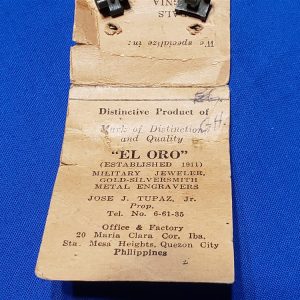 We specialize in:
Distinctive Product of
Mark of Distinction
and Quality
"EL ORO"
(ESTABLISHED 1911)
MILITARY JEWELER,
GOLD-SILVERSMITH
METAL ENGRAVERS
JOSE J. TUPAZ, Jr.
Prop.
Tel. No. 6-61-35
Office & Factory
20 Maria Clara Cor, Iba,
Sta. Mesa Heights, Quezon City
Philippines